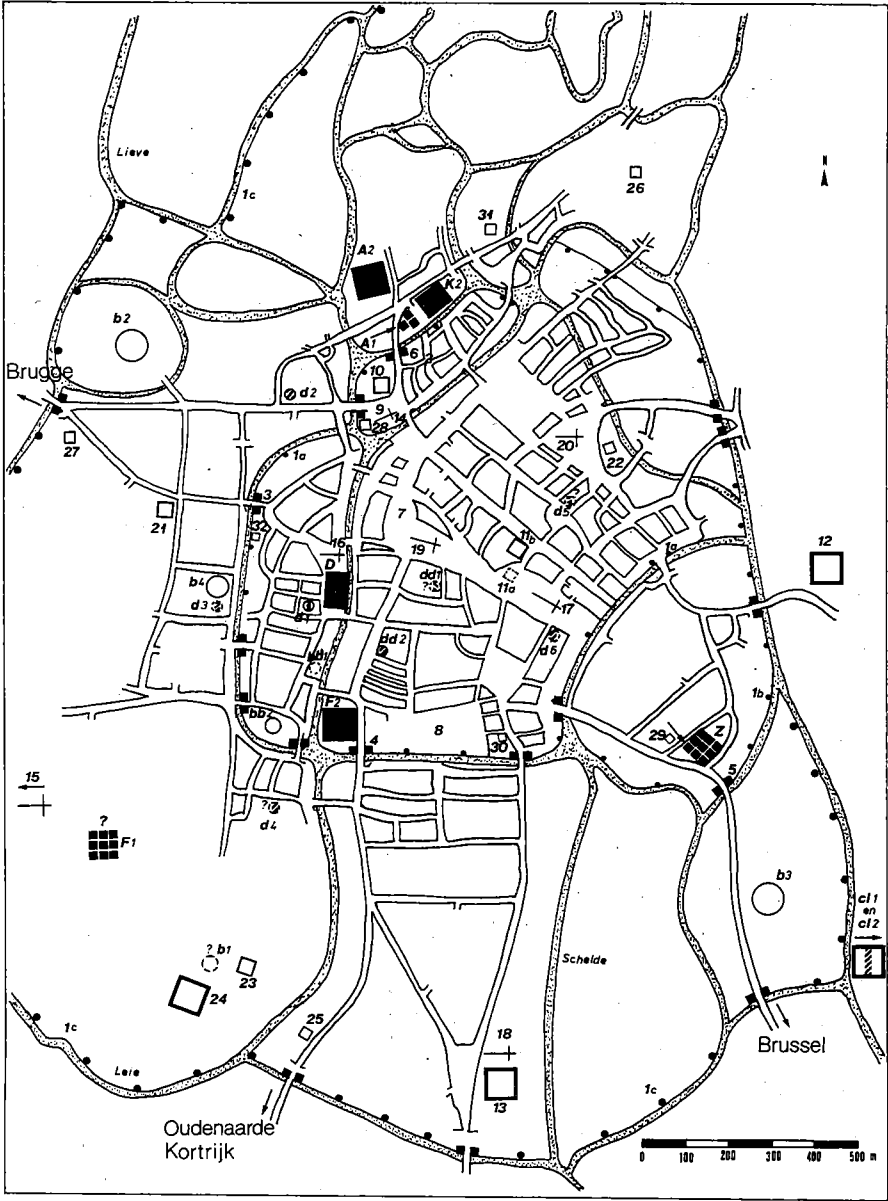 Lieve
1c
26
N
31
A2
K2
b2
A1
6
10
Brugge
d2
9
14
28
20
27
1a
22
3
d5
21
7
32
16
19
11b
1a
12
D
b4
dd1
?
d3
11a
17
dd2
d6
bb2
F2
1b
8
29
Z
30
4
5
15
?
d4
?
F1
b3
cl1
en
cl2
? b1
23
Schelde
24
25
18
1c
Leie
Brussel
13
1c
Oudenaarde
Kortrijk
0 100 200 300 400 500 m